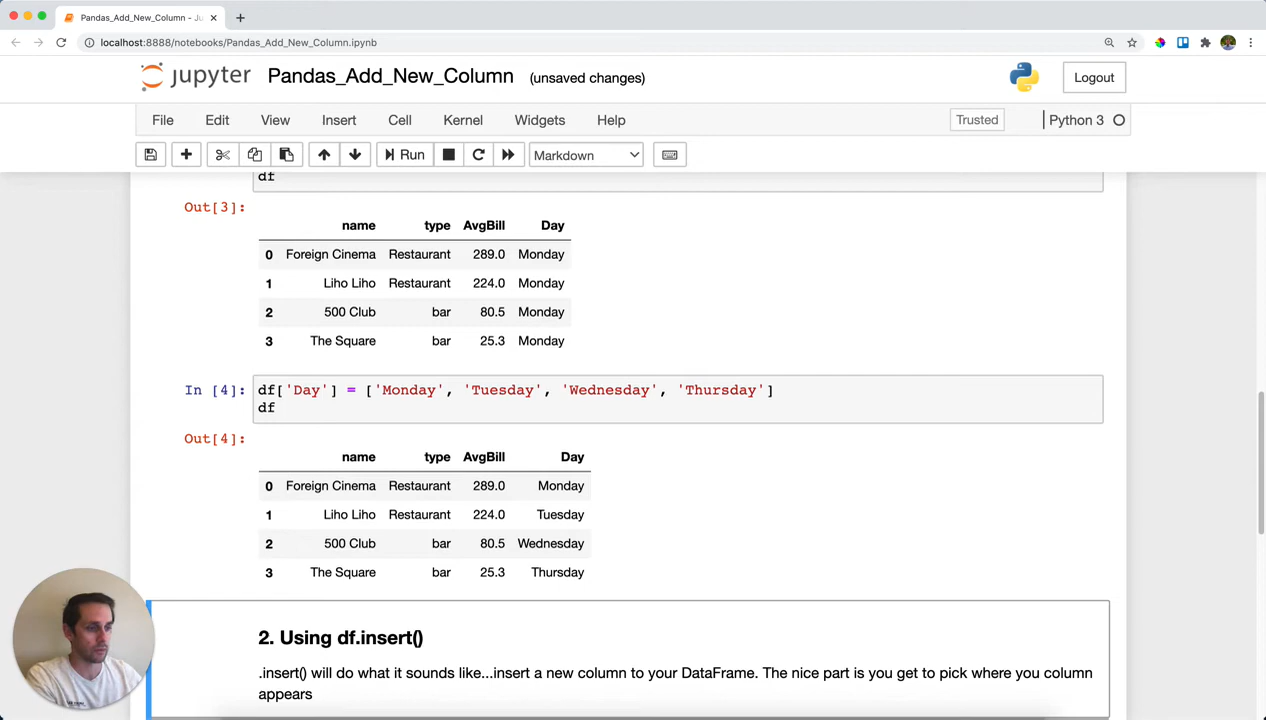 Pandas_Add_New_Column - Ju
localhost:8888/notebooks/Pandas_Add_New_Column.ipynb
jupyter Pandas_Add_New_Column (unsaved changes) Logout
File Edit View Insert Cell Kernel Widgets Help Trusted Python 3
Run Markdown
df
Out[3]:
name type AvgBill Day
0 Foreign Cinema Restaurant 289.0 Monday
1 Liho Liho Restaurant 224.0 Monday
2 500 Club bar 80.5 Monday
3 The Square bar 25.3 Monday
In [4]: df['Day'] = ['Monday', 'Tuesday', 'Wednesday', 'Thursday']
df
Out[4]:
name type AvgBill Day
0 Foreign Cinema Restaurant 289.0 Monday
1 Liho Liho Restaurant 224.0 Tuesday
2 500 Club bar 80.5 Wednesday
3 The Square bar 25.3 Thursday
2. Using df.insert()
.insert() will do what it sounds like...insert a new column to your DataFrame. The nice part is you get to pick where you column
appears